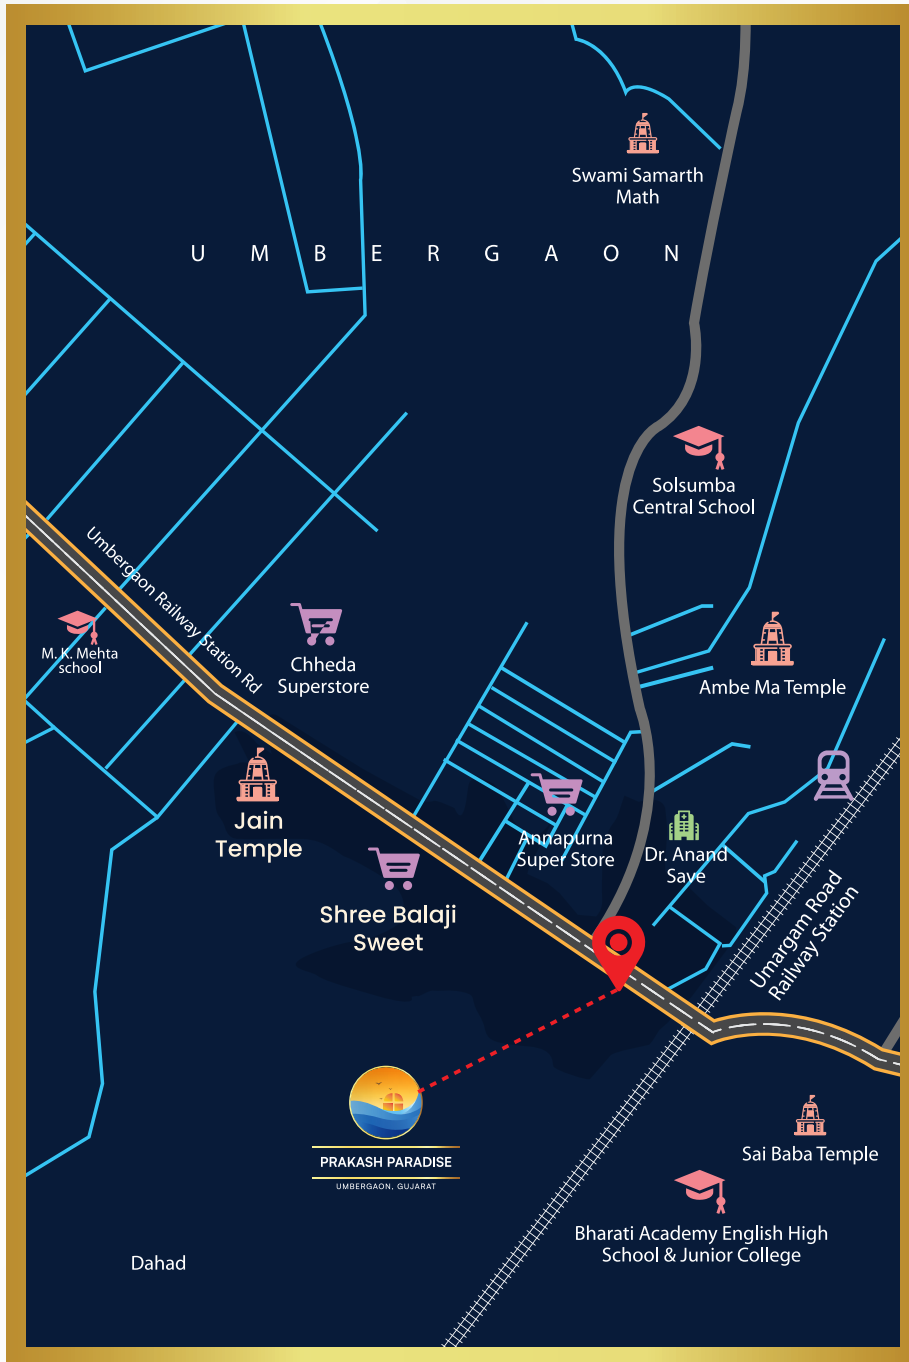 Swami Samarth
Math
U M B E R G A O N
Solsumba
Central School
Umbergaon Railway Station Rd
M. K. Mehta
school
Chheda
Superstore
Ambe Ma Temple
Jain
Temple
Annapurna
Super Store
Dr. Anand
Save
Shree Balaji
Sweet
Umargam Road
Railway Station
PRAKASH PARADISE
UMBERGAON, GUJARAT
Sai Baba Temple
Bharati Academy English High
School & Junior College
Dahad